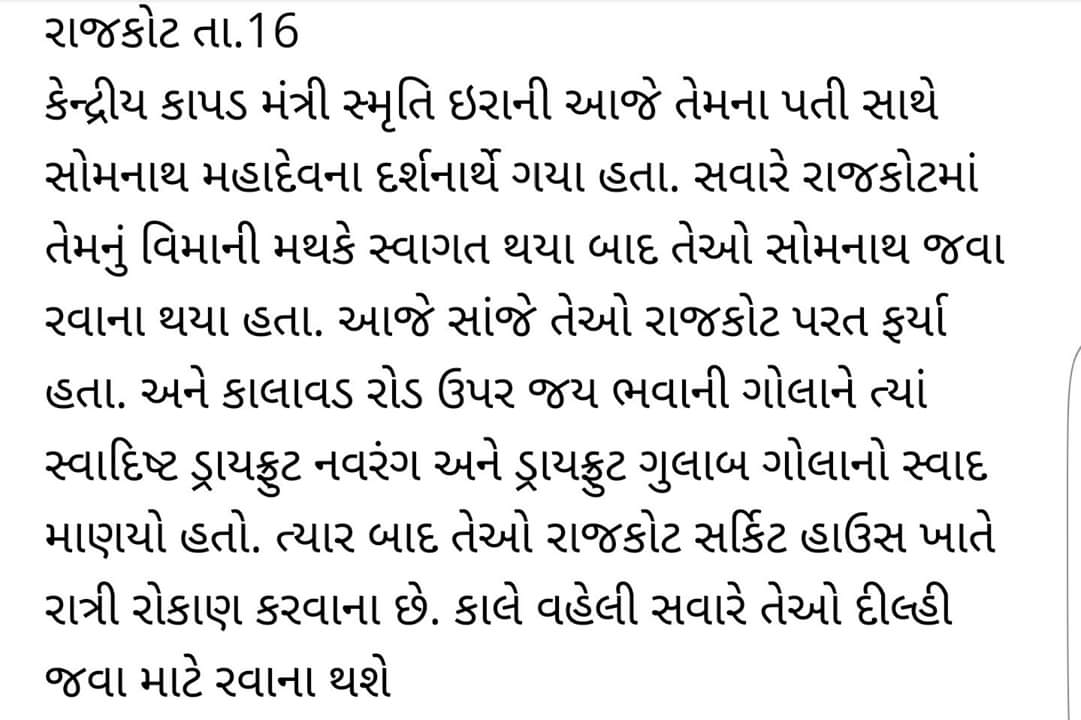 રાજકોટ તા.16
કેન્દ્રીય કાપડ મંત્રી સ્મૃતિ ઇરાની આજે તેમના પતી સાથે
સોમનાથ મહાદેવના દર્શનાર્થે ગયા હતા. સવારે રાજકોટમાં
તેમનું વિમાની મથકે સ્વાગત થયા બાદ તેઓ સોમનાથ જવા
રવાના થયા હતા. આજે સાંજે તેઓ રાજકોટ પરત ફર્યા
હતા. અને કાલાવડ રોડ ઉપર જય ભવાની ગોલાને ત્યાં
સ્વાદિષ્ટ ડ્રાયફ્રુટ નવરંગ અને ડ્રાયફ્રુટ ગુલાબ ગોલાનો સ્વાદ
માણયો હતો. ત્યાર બાદ તેઓ રાજકોટ સર્કિટ હાઉસ ખાતે
રાત્રી રોકાણ કરવાના છે. કાલે વહેલી સવારે તેઓ દીલ્હી
જવા માટે રવાના થશે